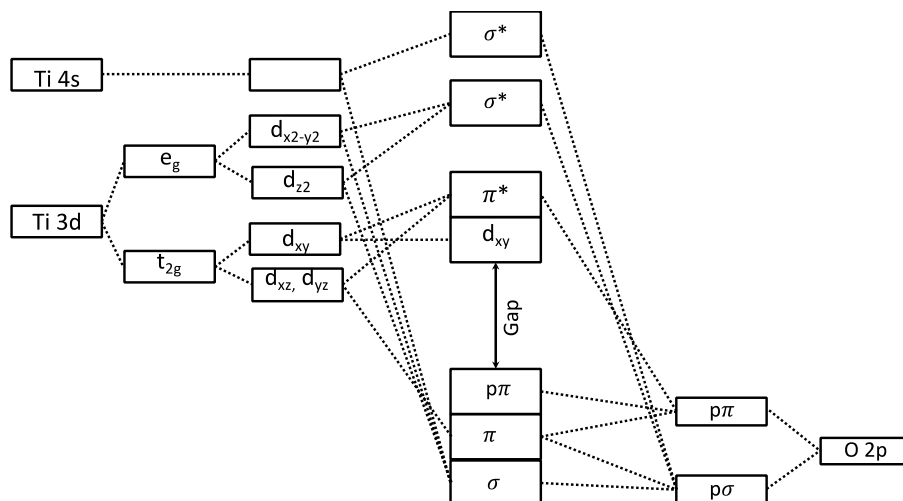 σ*
Ti 4s
σ*
d_{x2-y2}
e_g
d_{z2}
π*
Ti 3d
d_{xy}
d_{xy}
t_{2g}
d_{xz,} d_{yz}
Gap
pπ
pπ
π
O 2p
σ
pσ